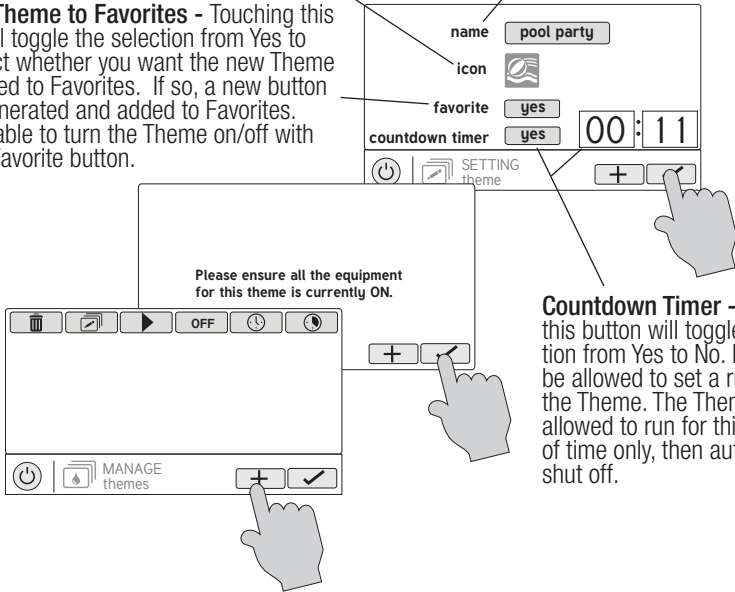 Theme to Favorites - Touching this
l toggle the selection from Yes to
ct whether you want the new Theme
ed to Favorites. If so, a new button
nerated and added to Favorites.
able to turn the Theme on/off with
avorite button.
name pool party
icon
favorite yes
countdown timer yes 00:11
SETTING
theme
+
Please ensure all the equipment
for this theme is currently ON.
+
OFF
MANAGE
themes
+
Countdown Timer -
this button will toggle
tion from Yes to No. 
be allowed to set a ru
the Theme. The Them
allowed to run for thi
of time only, then aut
shut off.